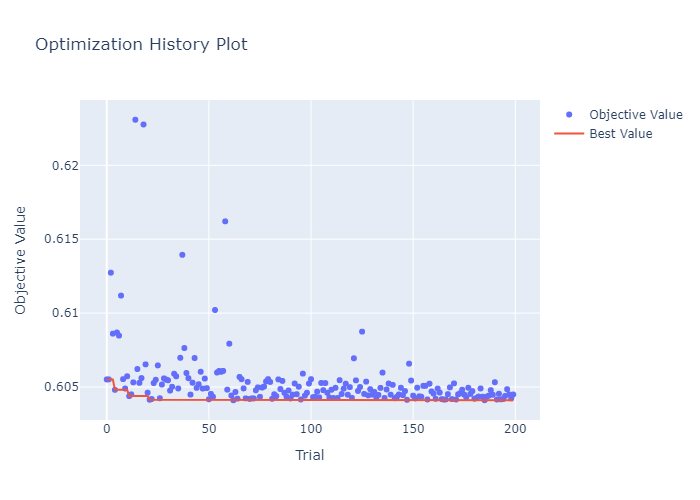 Optimization History Plot
Objective Value
Best Value
0.62
0.615
0.61
0.605
Objective Value
0
50
100
150
200
Trial